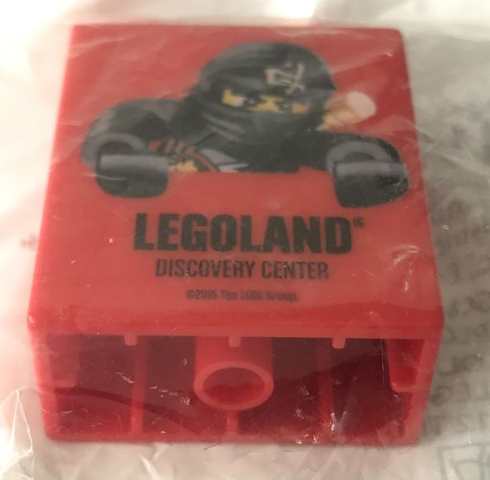 LEGOLAND®
DISCOVERY CENTER
©2015 The LEGO Group.